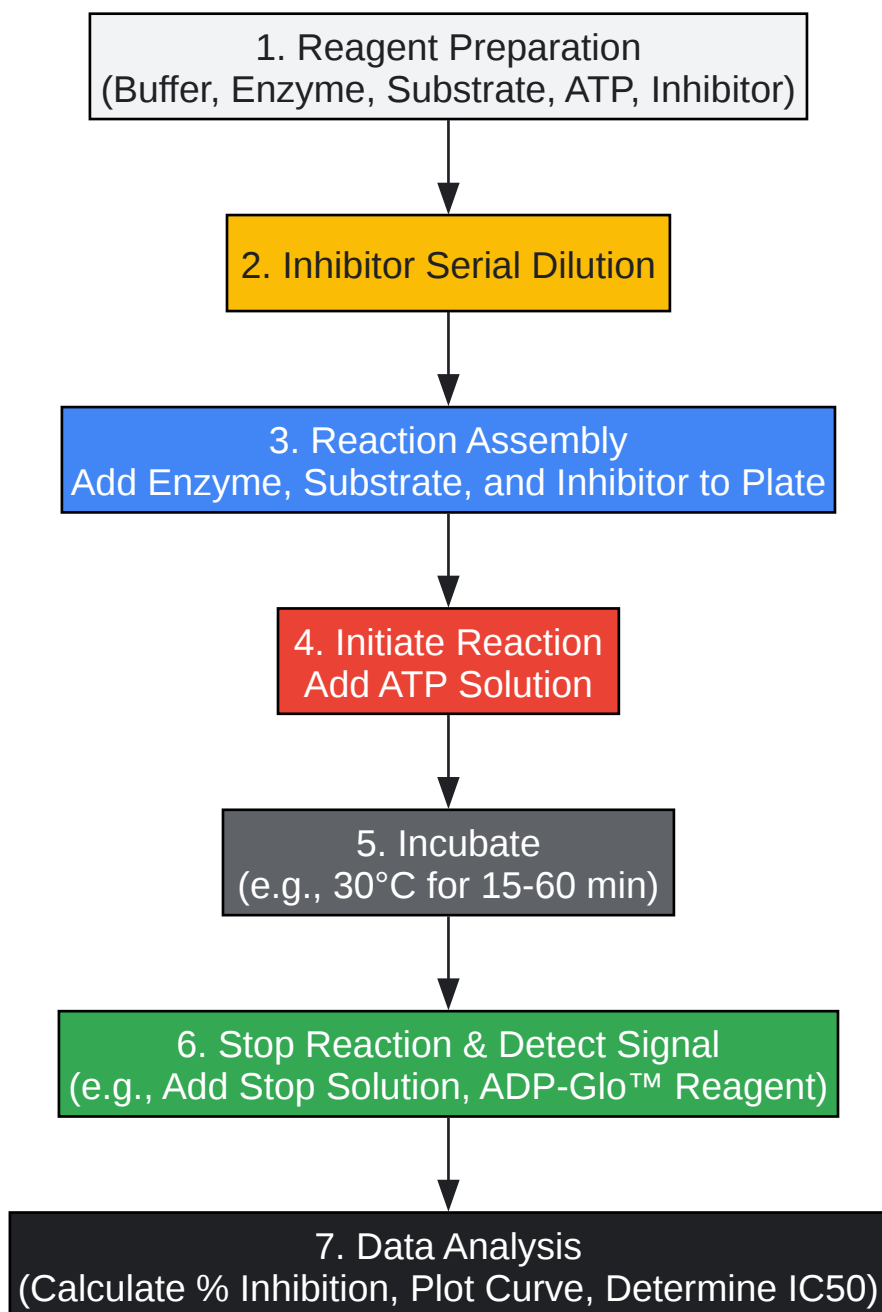 1. Reagent Preparation
(Buffer, Enzyme, Substrate, ATP, Inhibitor)
2. Inhibitor Serial Dilution
3. Reaction Assembly
Add Enzyme, Substrate, and Inhibitor to Plate
4. Initiate Reaction
Add ATP Solution
5. Incubate
(e.g., 30°C for 15-60 min)
6. Stop Reaction & Detect Signal
(e.g., Add Stop Solution, ADP-Glo™ Reagent)
7. Data Analysis
(Calculate % Inhibition, Plot Curve, Determine IC50)